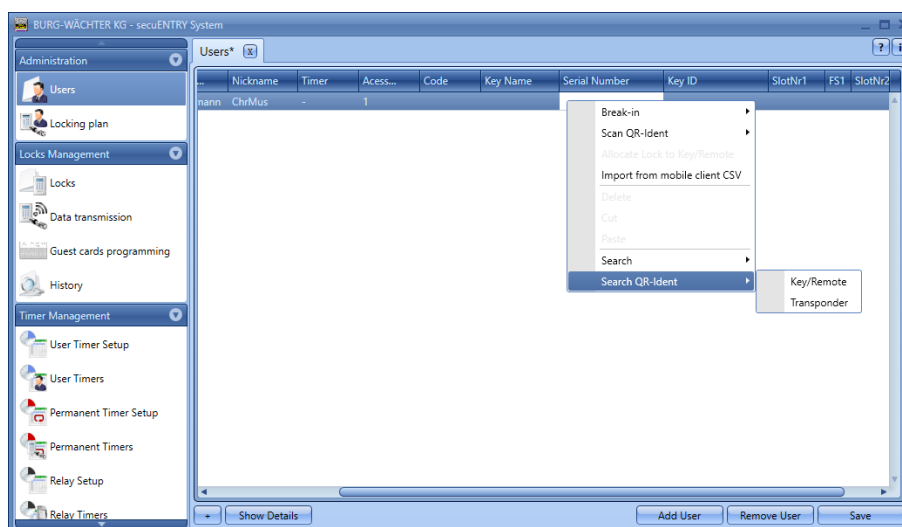 BURG-WÄCHTER KG - secuENTRY System
Administration
Users
Locking plan
Locks Management
Locks
Data transmission
Guest cards programming
History
Timer Management
User Timer Setup
User Timers
Permanent Timer Setup
Permanent Timers
Relay Setup
Relay Timers
Users* x
? i
... Nickname Timer Acess... Code Key Name Serial Number Key ID SlotNr1 FS1 SlotNr2
nann ChrMus - 1
Break-in
Scan QR-Ident
Allocate Lock to Key/Remote
Import from mobile client CSV
Delete
Cut
Paste
Search
Search QR-Ident
Key/Remote
Transponder
+ Show Details Add User Remove User Save